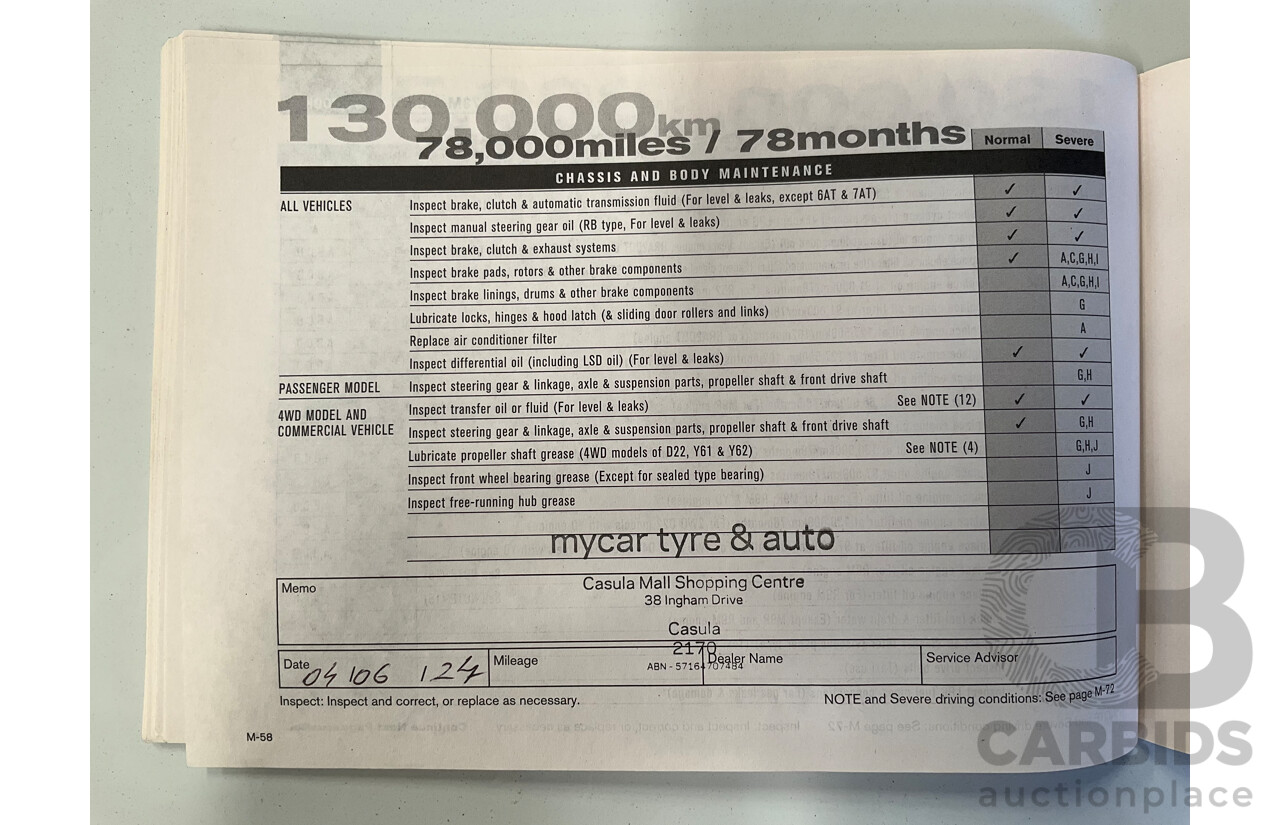 130,000km
78,000miles / 78months
Normal Severe
CHASSIS AND BODY MAINTENANCE
ALL VEHICLES Inspect brake, clutch & automatic transmission fluid (For level & leaks, except 6AT & 7AT) ✓ ✓
Inspect manual steering gear oil (RB type, For level & leaks) ✓ ✓
Inspect brake, clutch & exhaust systems ✓ ✓
Inspect brake pads, rotors & other brake components ✓ A,C,G,H,I
Inspect brake linings, drums & other brake components A,C,G,H,I
Lubricate locks, hinges & hood latch (& sliding door rollers and links) G
Replace air conditioner filter A
Inspect differential oil (including LSD oil) (For level & leaks) ✓ ✓
PASSENGER MODEL Inspect steering gear & linkage, axle & suspension parts, propeller shaft & front drive shaft G,H
4WD MODEL AND COMMERCIAL VEHICLE Inspect transfer oil or fluid (For level & leaks) See NOTE (12) ✓ ✓
Inspect steering gear & linkage, axle & suspension parts, propeller shaft & front drive shaft ✓ G,H
Lubricate propeller shaft grease (4WD models of D22, Y61 & Y62) See NOTE (4) G,H,J
Inspect front wheel bearing grease (Except for sealed type bearing) J
Inspect free-running hub grease J
mycar tyre & auto
Memo
Casula Mall Shopping Centre
38 Ingham Drive
Casula
2170
ABN - 57164707484
Date 04/06/24 Mileage Dealer Name Service Advisor
Inspect: Inspect and correct, or replace as necessary. NOTE and Severe driving conditions: See page M-72
M-58
CARBIDS
auctionplace